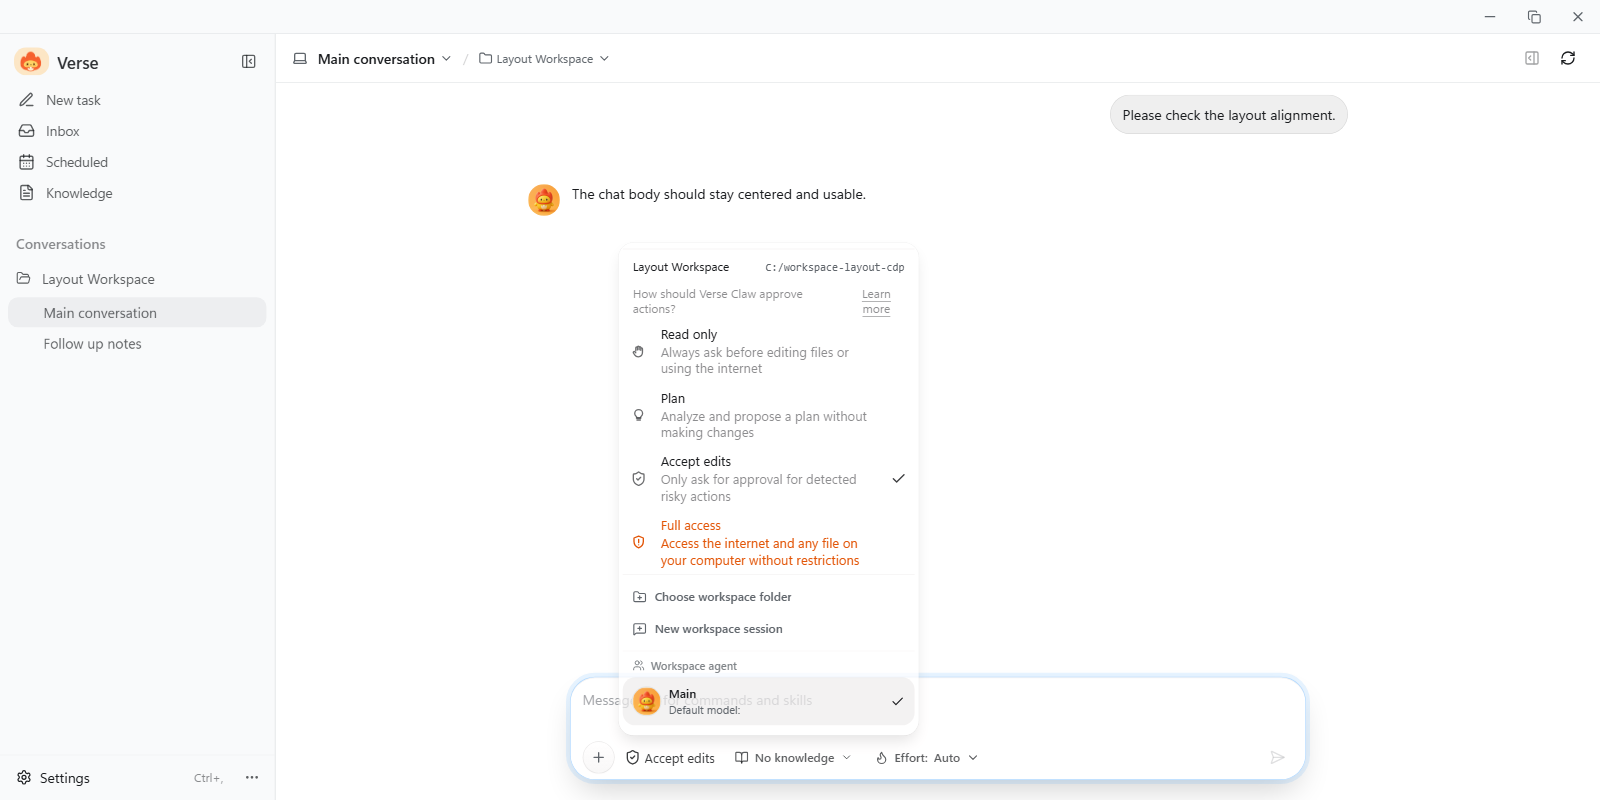 Verse
New task
Inbox
Scheduled
Knowledge
Conversations
Layout Workspace
Main conversation
Follow up notes
Settings
Ctrl+,
Main conversation / Layout Workspace
Please check the layout alignment.
The chat body should stay centered and usable.
Layout Workspace C:/workspace-layout-cdp
How should Verse Claw approve
actions?
Learn
more
Read only
Always ask before editing files or
using the internet
Plan
Analyze and propose a plan without
making changes
Accept edits
Only ask for approval for detected
risky actions
Full access
Access the internet and any file on
your computer without restrictions
Choose workspace folder
New workspace session
Workspace agent
Main
Default model:
for commands and skills
Accept edits
No knowledge
Effort: Auto